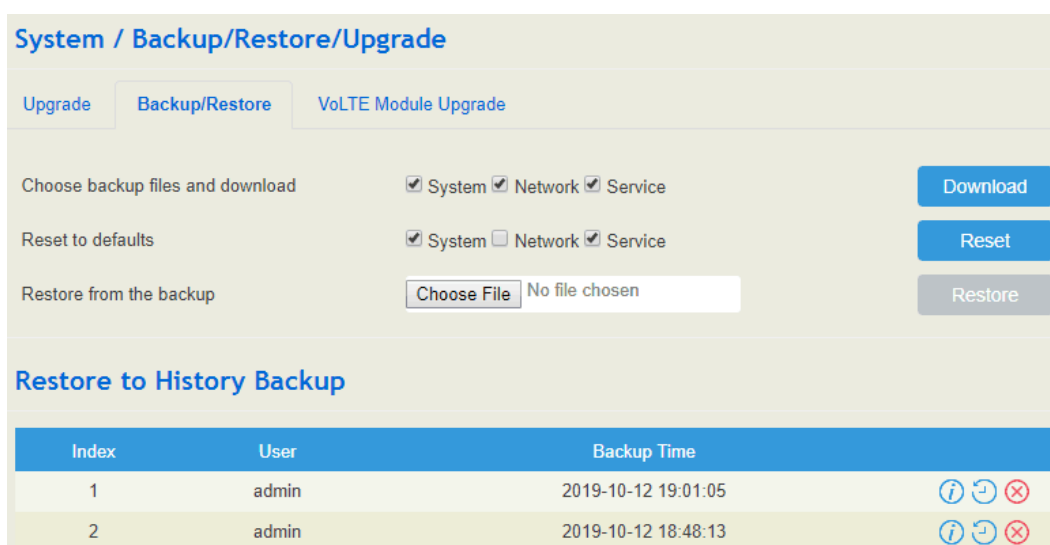 System / Backup/Restore/Upgrade
Upgrade Backup/Restore VoLTE Module Upgrade
Choose backup files and download System Network Service Download
Reset to defaults System Network Service Reset
Restore from the backup Choose File No file chosen Restore
Restore to History Backup
Index User Backup Time
1 admin 2019-10-12 19:01:05
2 admin 2019-10-12 18:48:13